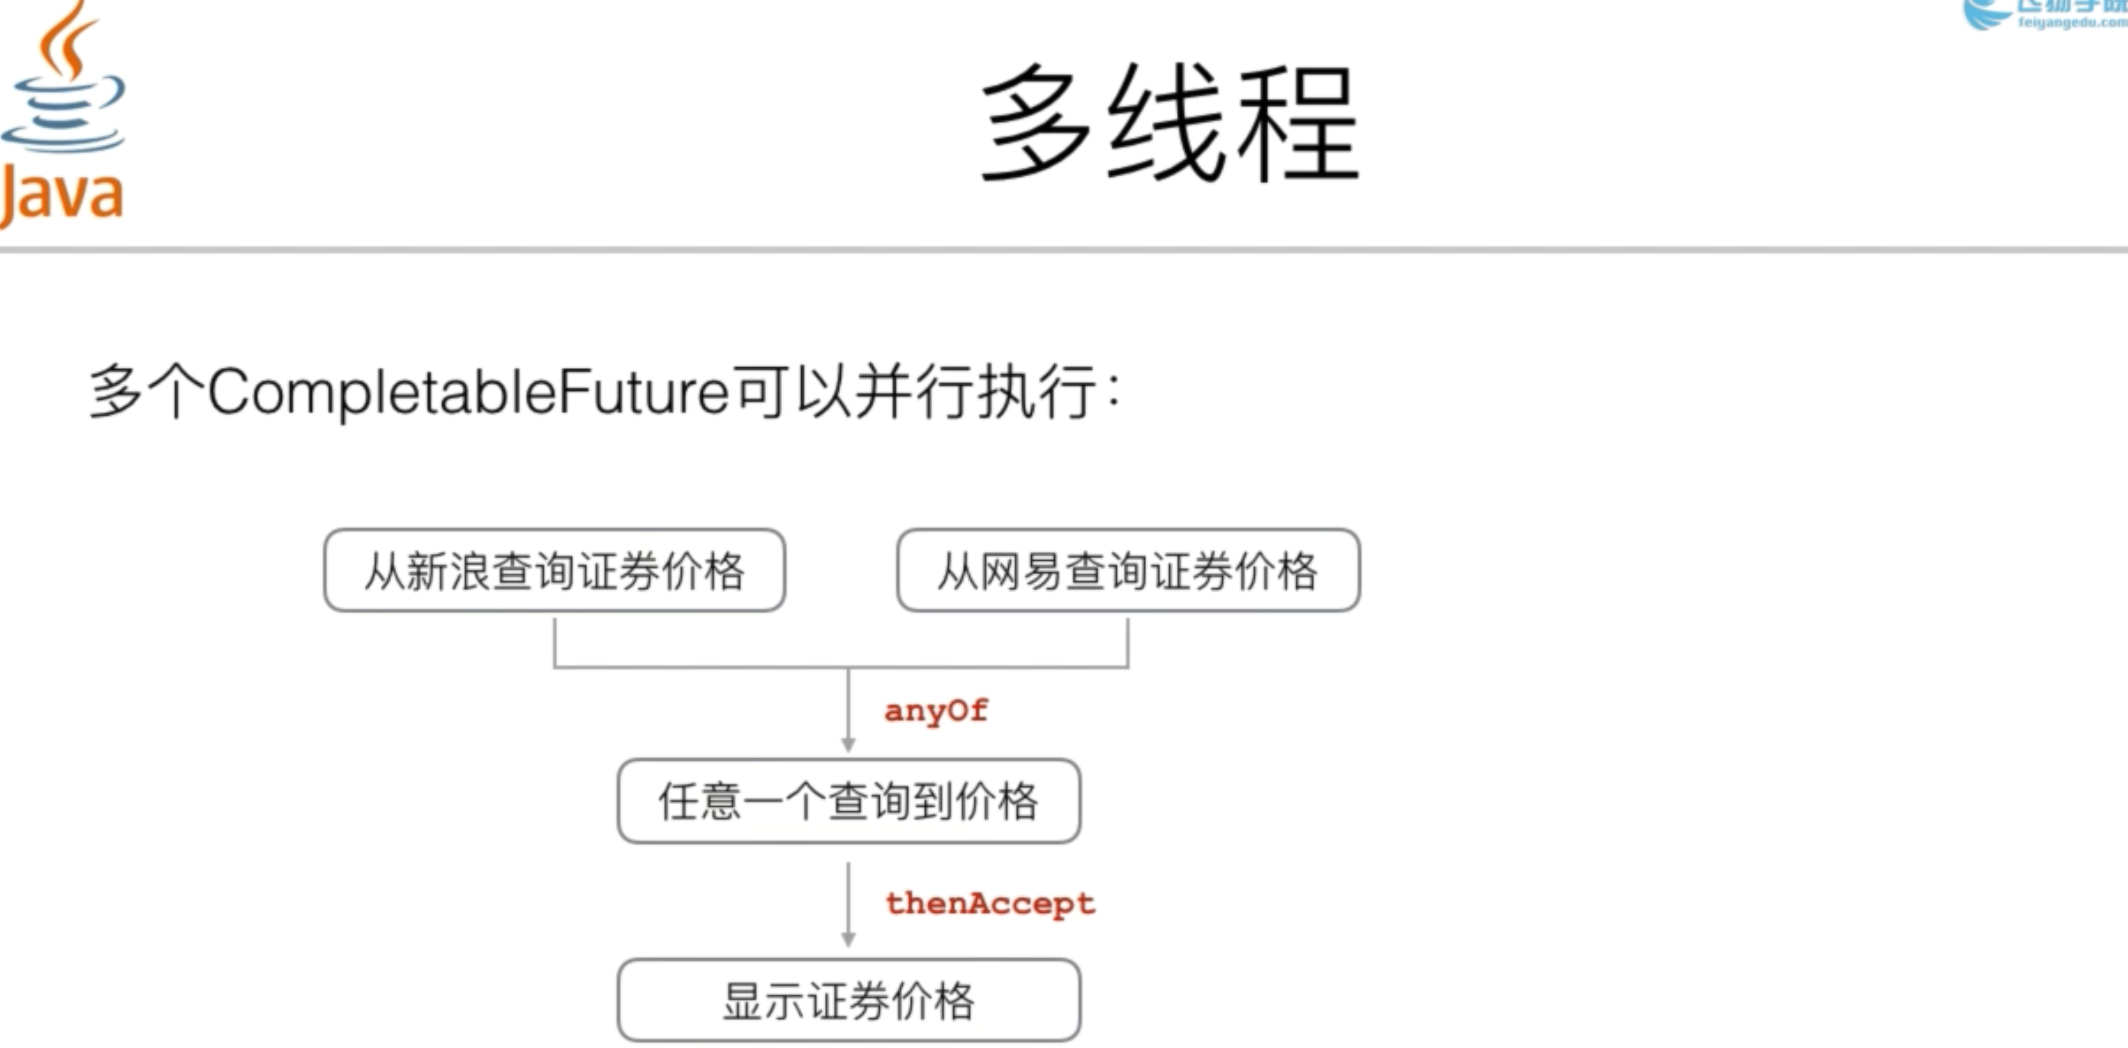 feiyangedu.com
Java
多线程
多个CompletableFuture可以并行执行：
从新浪查询证券价格
从网易查询证券价格
anyOf
任意一个查询到价格
thenAccept
显示证券价格